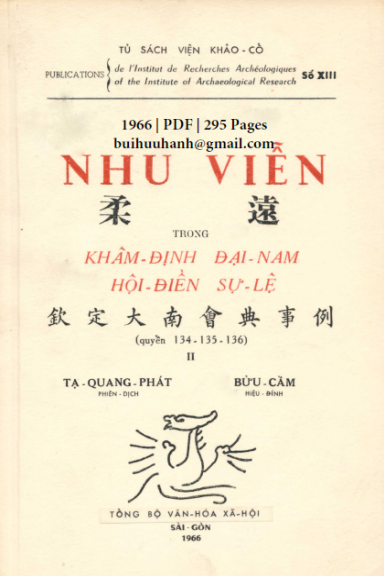 TỦ SÁCH VIỆN KHẢO-CỔ
PUBLICATIONS { de l'Institut de Recherches Archéologiques
of the Institute of Archaeological Research Số XIII
1966 | PDF | 295 Pages
buihuuhanh@gmail.com
NHU VIỄN
柔 遠
TRONG
KHÂM-ĐỊNH ĐẠI-NAM
HỘI-ĐIỂN SỰ-LỆ
欽定大南會典事例
(quyển 134-135-136)
II
TẠ-QUANG-PHÁT BỬU-CẦM
PHIÊN-DỊCH HIỆU-ĐÍNH
TỔNG BỘ VĂN-HÓA XÃ-HỘI
SÀI-GÒN
1966